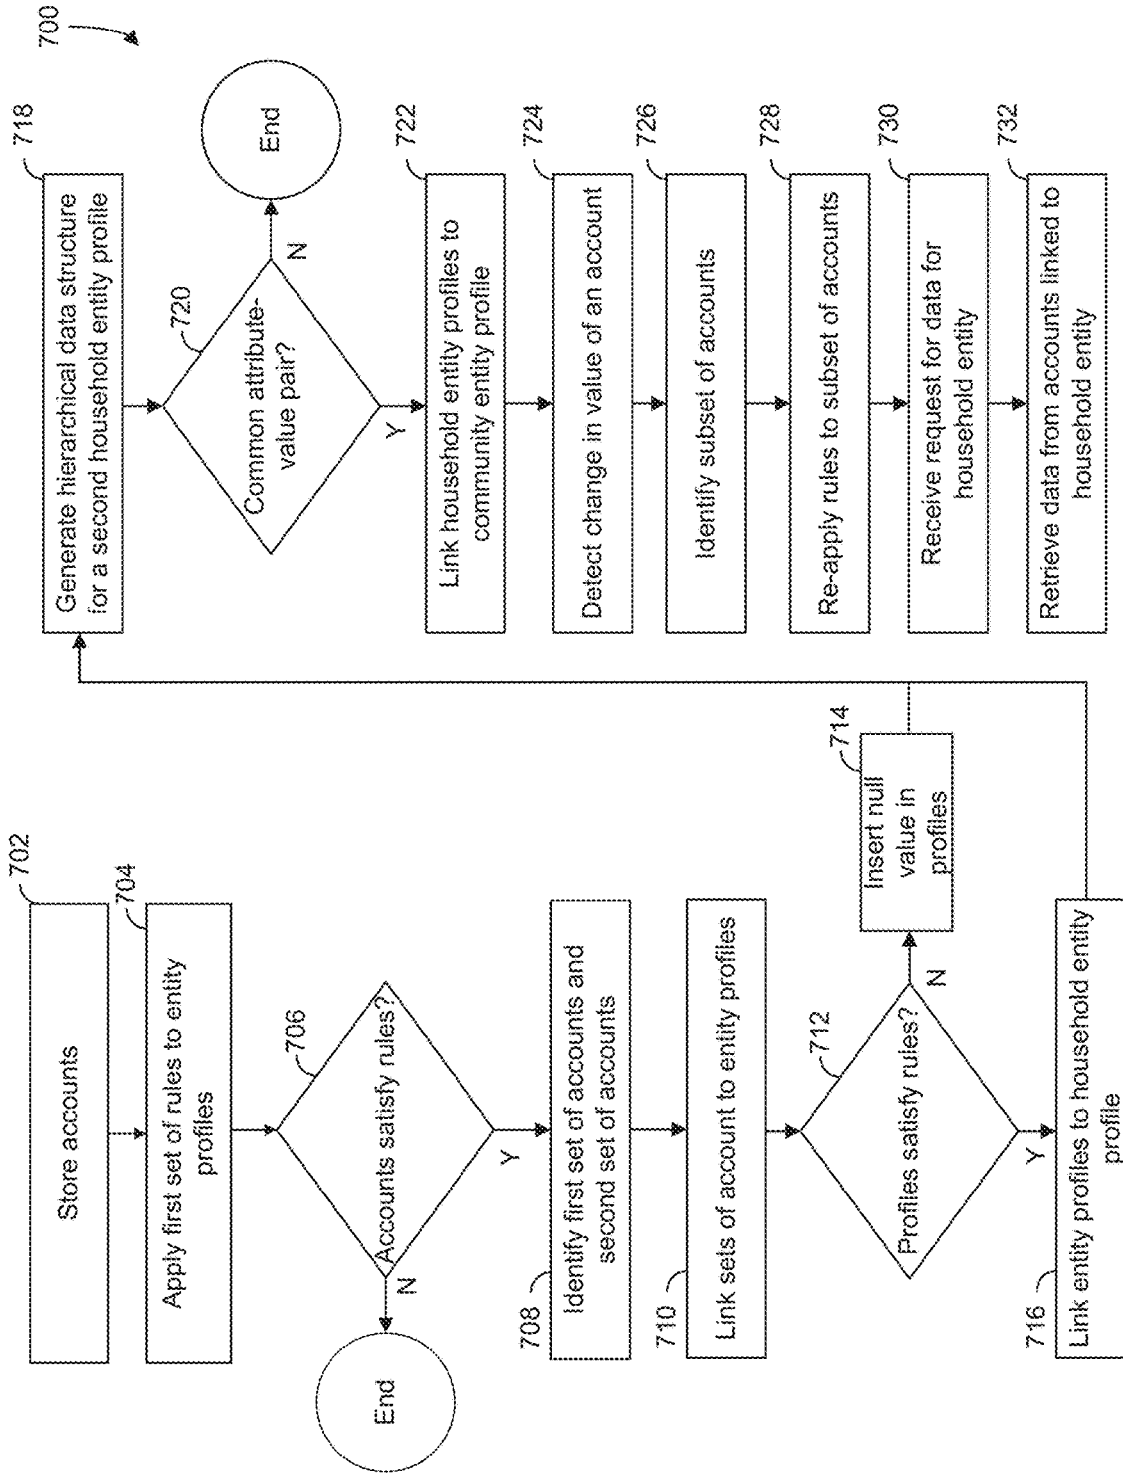 700
702
Store accounts
704
Apply first set of rules to entity
profiles
706
Accounts satisfy rules?
N
End
Y
708
Identify first set of accounts and
second set of accounts
710
Link sets of account to entity profiles
712
Profiles satisfy rules?
N
714
Insert null
value in
profiles
Y
716
Link entity profiles to household entity
profile
718
Generate hierarchical data structure
for a second household entity profile
720
Common attribute-
value pair?
N
End
Y
722
Link household entity profiles to
community entity profile
724
Detect change in value of an account
726
Identify subset of accounts
728
Re-apply rules to subset of accounts
730
Receive request for data for
household entity
732
Retrieve data from accounts linked to
household entity